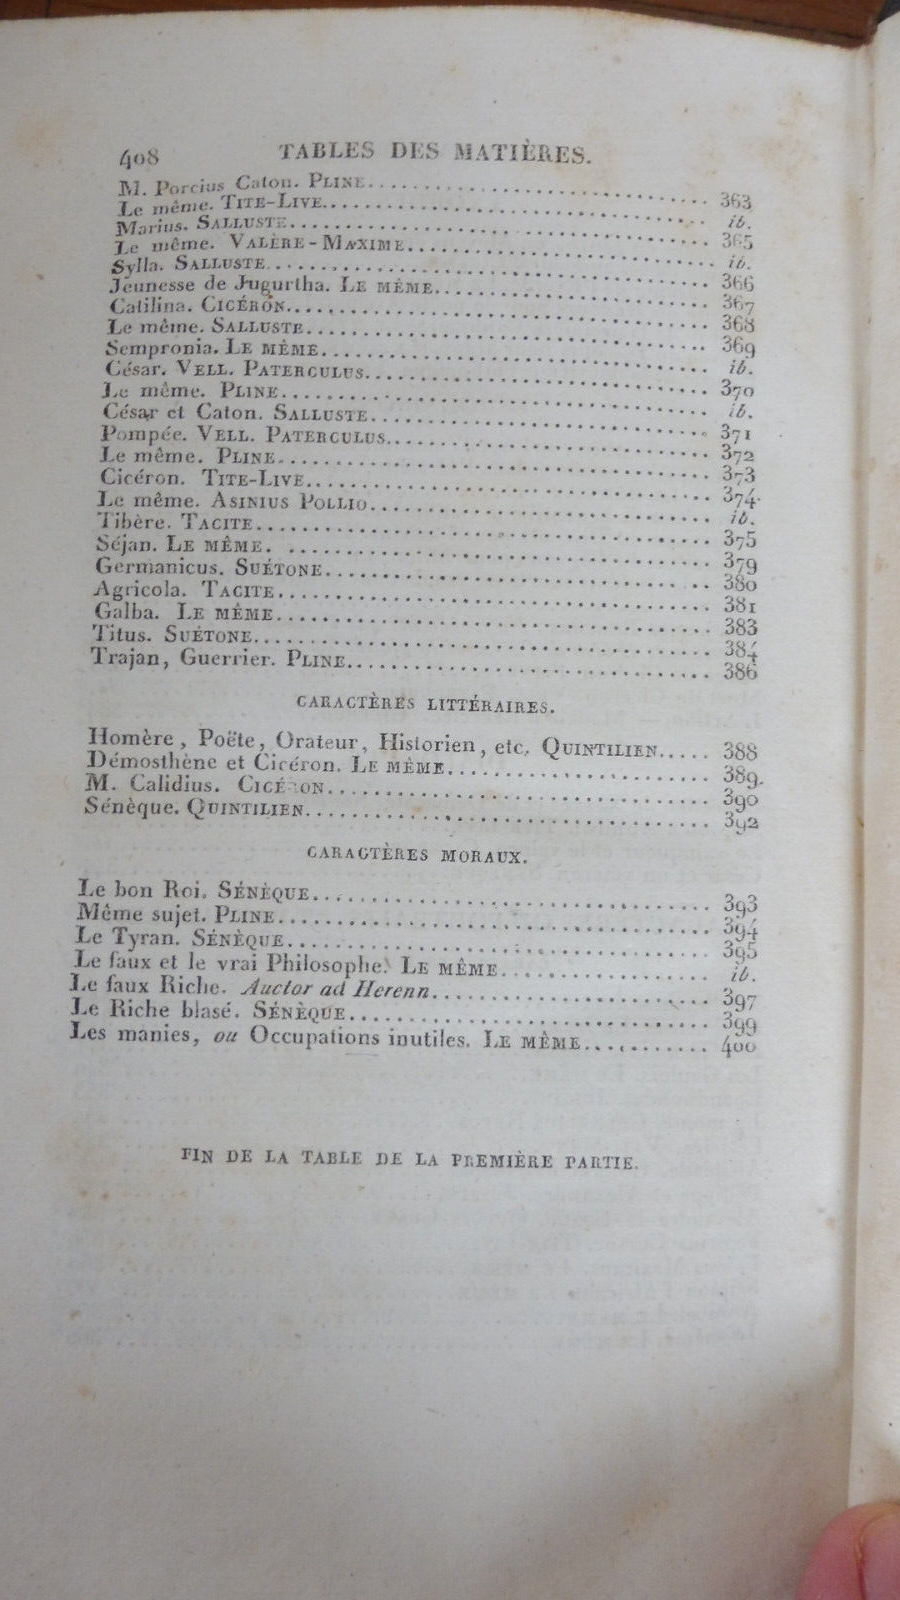 408 TABLES DES MATIÈRES.
M. Porcius Caton. PLINE. 363
Le même. TITE-LIVE. ib.
Marius. SALLUSTE. 365
Le même. VALÈRE-MAXIME. ib.
Sylla. SALLUSTE. 366
Jeunesse de Jugurtha. LE MÊME. 367
Catilina. CICÉRON. 368
Le même. SALLUSTE. 369
Sempronia. LE MÊME. ib.
César. VELL. PATERCULUS. 370
Le même. PLINE. ib.
César et Caton. SALLUSTE. 371
Pompée. VELL. PATERCULUS. 372
Le même. PLINE. 373
Cicéron. TITE-LIVE. 374
Le même. ASINIUS POLLIO. ib.
Tibère. TACITE. 375
Séjan. LE MÊME. 379
Germanicus. SUÉTONE. 380
Agricola. TACITE. 381
Galba. LE MÊME. 383
Titus. SUÉTONE. 384
Trajan, Guerrier. PLINE. 386
CARACTÈRES LITTÉRAIRES.
Homère, Poëte, Orateur, Historien, etc. QUINTILIEN. 388
Démosthène et Cicéron. LE MÊME. 389
M. Calidius. CICÉRON. 390
Sénèque. QUINTILIEN. 392
CARACTÈRES MORAUX.
Le bon Roi. SÉNÈQUE. 393
Même sujet. PLINE. 394
Le Tyran. SÉNÈQUE. 395
Le faux et le vrai Philosophe. LE MÊME. ib.
Le faux Riche. Auctor ad Herenn. 397
Le Riche blasé. SÉNÈQUE. 399
Les manies, ou Occupations inutiles. LE MÊME. 400
FIN DE LA TABLE DE LA PREMIÈRE PARTIE.